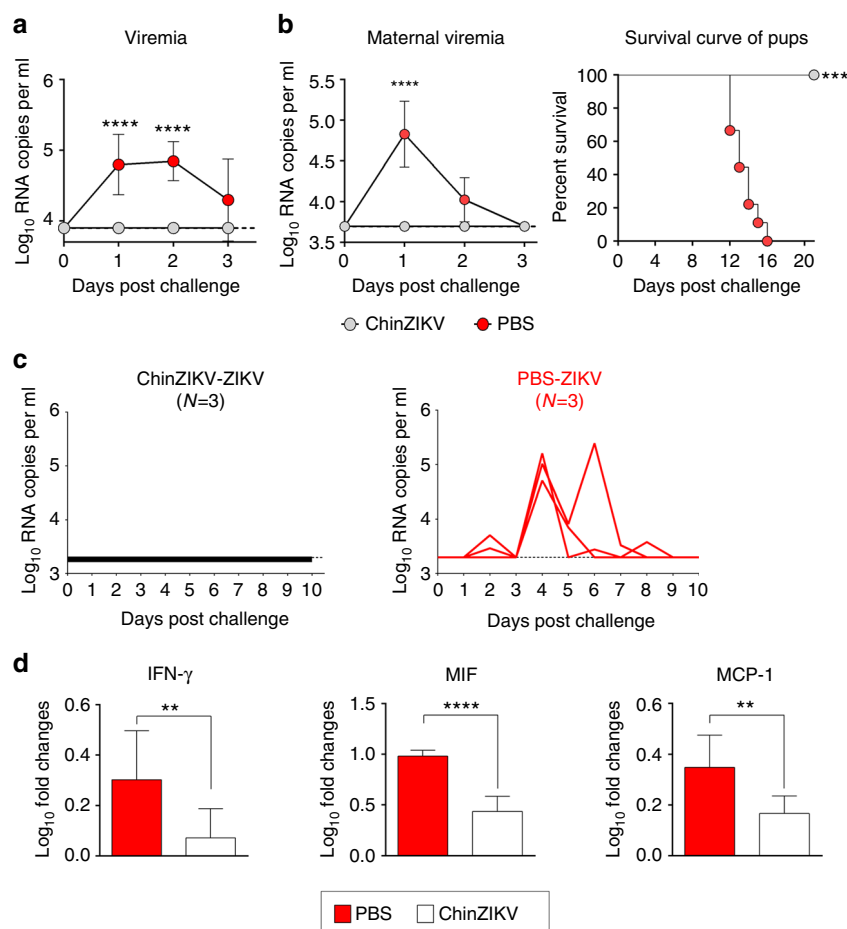 a
Viremia
Log10 RNA copies per ml
6
5
4
****
****
0 1 2 3
Days post challenge
b
Maternal viremia
Log10 RNA copies per ml
5.5
5.0
4.5
4.0
3.5
****
0 1 2 3
Days post challenge
Survival curve of pups
Percent survival
100
80
60
40
20
0
***
0 4 8 12 16 20
Days post challenge
ChinZIKV PBS
c
ChinZIKV-ZIKV
(N=3)
Log10 RNA copies per ml
6
5
4
3
0 1 2 3 4 5 6 7 8 9 10
Days post challenge
PBS-ZIKV
(N=3)
Log10 RNA copies per ml
6
5
4
3
0 1 2 3 4 5 6 7 8 9 10
Days post challenge
d
IFN-γ
Log10 fold changes
0.6
0.4
0.2
0.0
**
MIF
Log10 fold changes
1.5
1.0
0.5
0.0
****
MCP-1
Log10 fold changes
0.6
0.4
0.2
0.0
**
PBS ChinZIKV